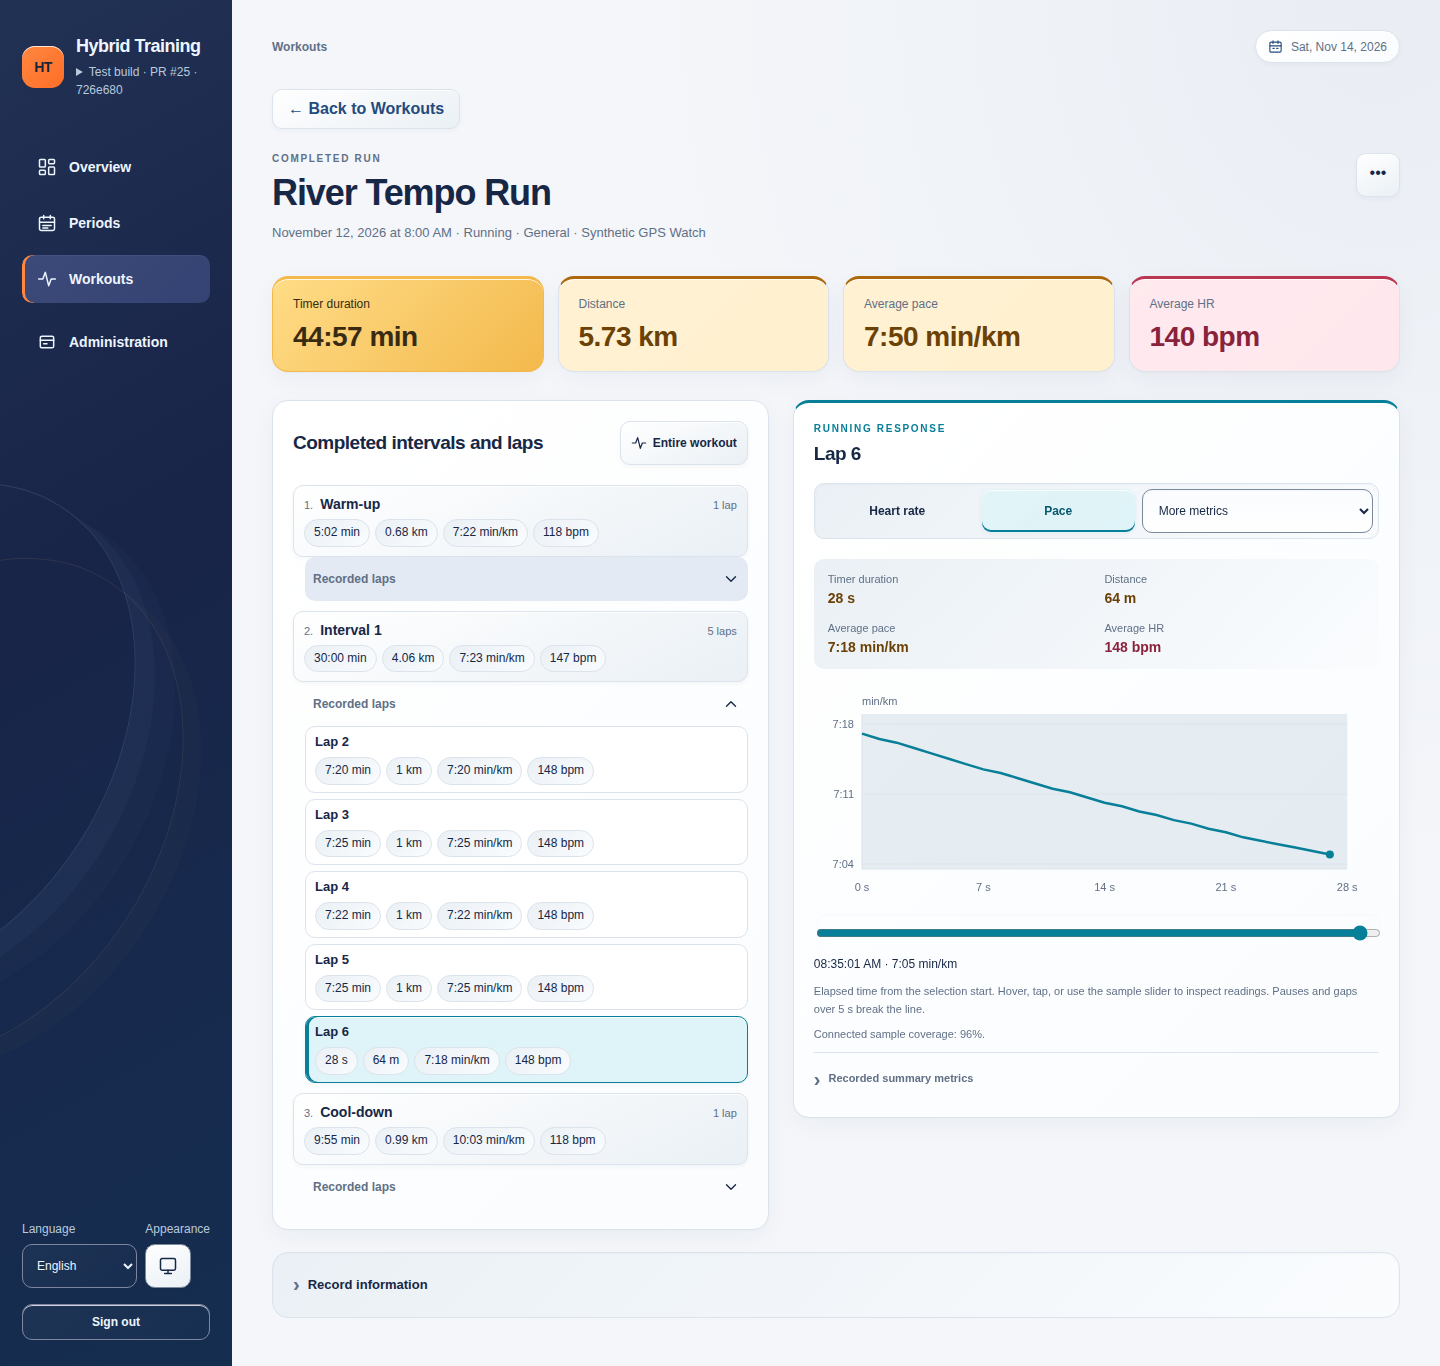 HT
Hybrid Training
▶ Test build · PR #25 ·
726e680
Overview
Periods
Workouts
Administration
Language
Appearance
English
Sign out
Workouts
Sat, Nov 14, 2026
← Back to Workouts
COMPLETED RUN
River Tempo Run
•••
November 12, 2026 at 8:00 AM · Running · General · Synthetic GPS Watch
Timer duration
44:57 min
Distance
5.73 km
Average pace
7:50 min/km
Average HR
140 bpm
Completed intervals and laps
Entire workout
1. Warm-up
1 lap
5:02 min 0.68 km 7:22 min/km 118 bpm
Recorded laps
2. Interval 1
5 laps
30:00 min 4.06 km 7:23 min/km 147 bpm
Recorded laps
Lap 2
7:20 min 1 km 7:20 min/km 148 bpm
Lap 3
7:25 min 1 km 7:25 min/km 148 bpm
Lap 4
7:22 min 1 km 7:22 min/km 148 bpm
Lap 5
7:25 min 1 km 7:25 min/km 148 bpm
Lap 6
28 s 64 m 7:18 min/km 148 bpm
3. Cool-down
1 lap
9:55 min 0.99 km 10:03 min/km 118 bpm
Recorded laps
RUNNING RESPONSE
Lap 6
Heart rate
Pace
More metrics
Timer duration
28 s
Distance
64 m
Average pace
7:18 min/km
Average HR
148 bpm
min/km
7:18
7:11
7:04
0 s 7 s 14 s 21 s 28 s
08:35:01 AM · 7:05 min/km
Elapsed time from the selection start. Hover, tap, or use the sample slider to inspect readings. Pauses and gaps
over 5 s break the line.
Connected sample coverage: 96%.
› Recorded summary metrics
› Record information